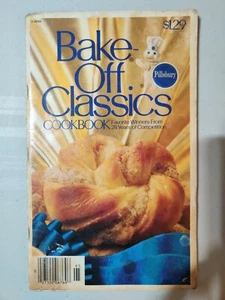 $1.29
Bake-
Off
Pillsbury
Classics
COOKBOOK
Favorite Winners From
28 Years of Competition